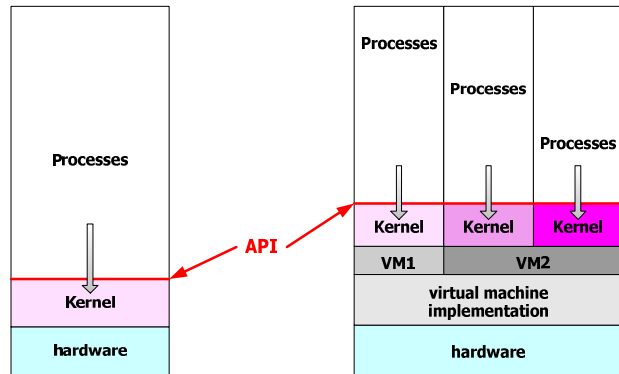 Processes
Kernel
hardware
API
Processes
Processes
Processes
Kernel
Kernel
Kernel
VM1
VM2
virtual machine
implementation
hardware